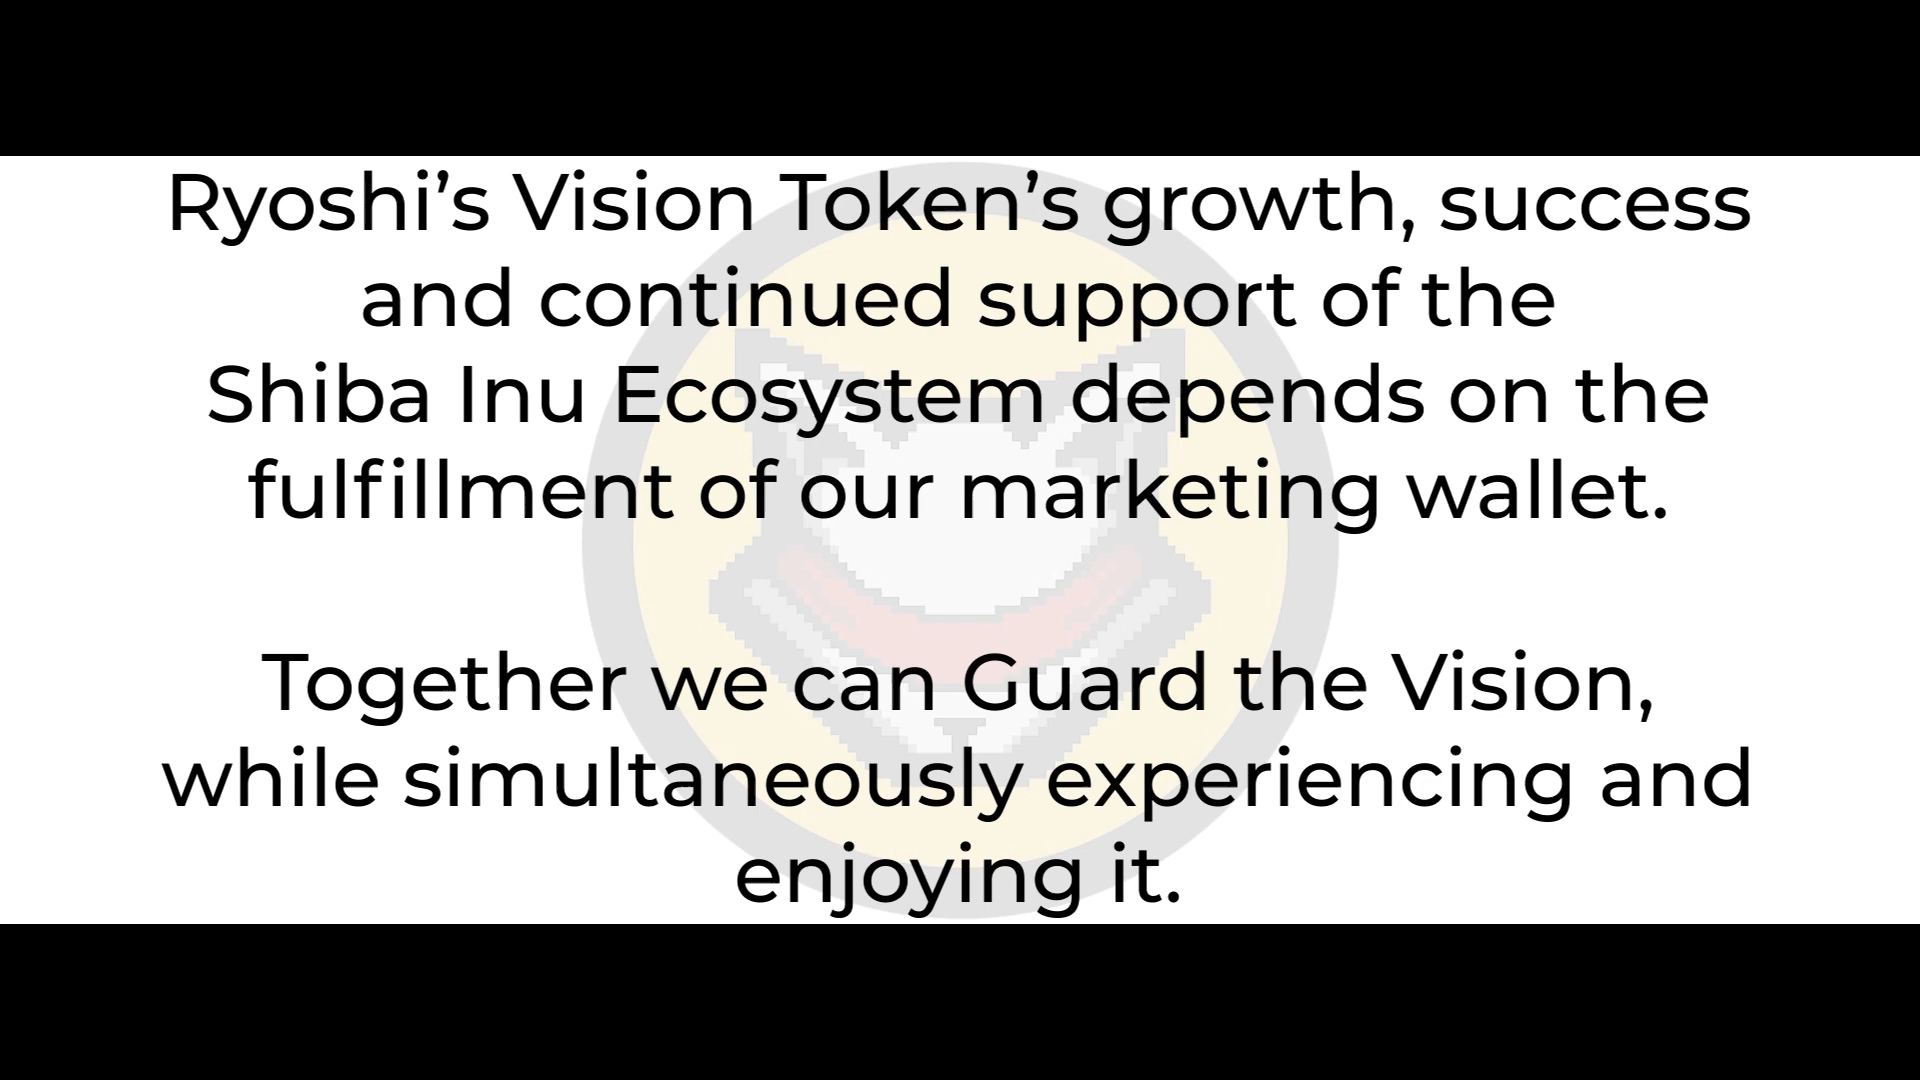 Ryoshi’s Vision Token’s growth, success
and continued support of the
Shiba Inu Ecosystem depends on the
fulfillment of our marketing wallet.
Together we can Guard the Vision,
while simultaneously experiencing and
enjoying it.